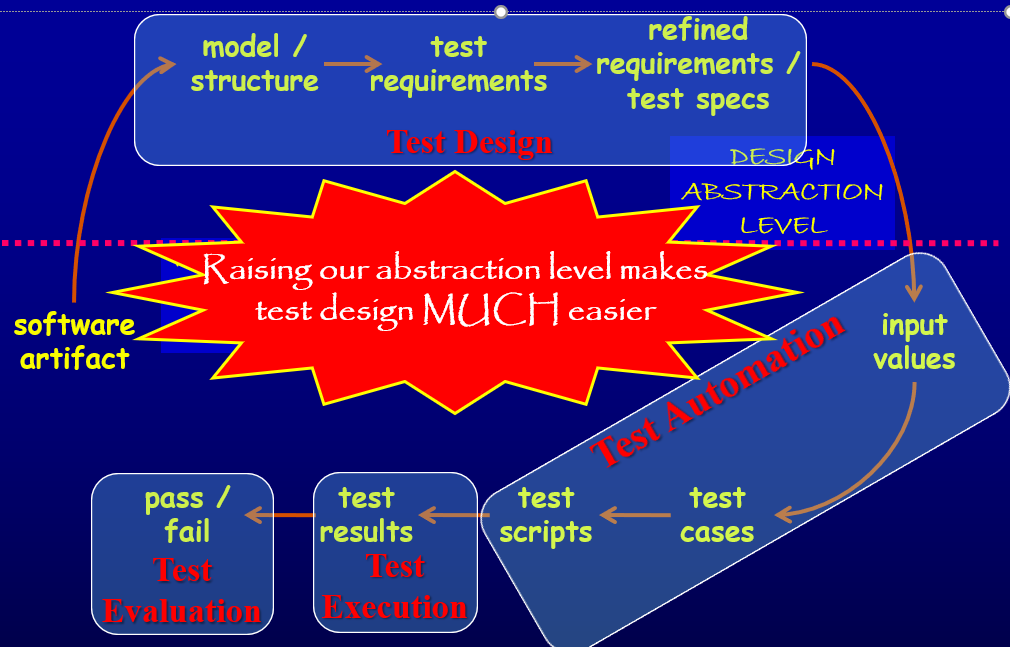 model /
structure
test
requirements
refined
requirements /
test specs
Test Design
DESIGN
ABSTRACTION
LEVEL
Raising our abstraction level makes
test design MUCH easier
software
artifact
input
values
Test Automation
test
cases
test
scripts
test
results
Test
Execution
pass /
fail
Test
Evaluation